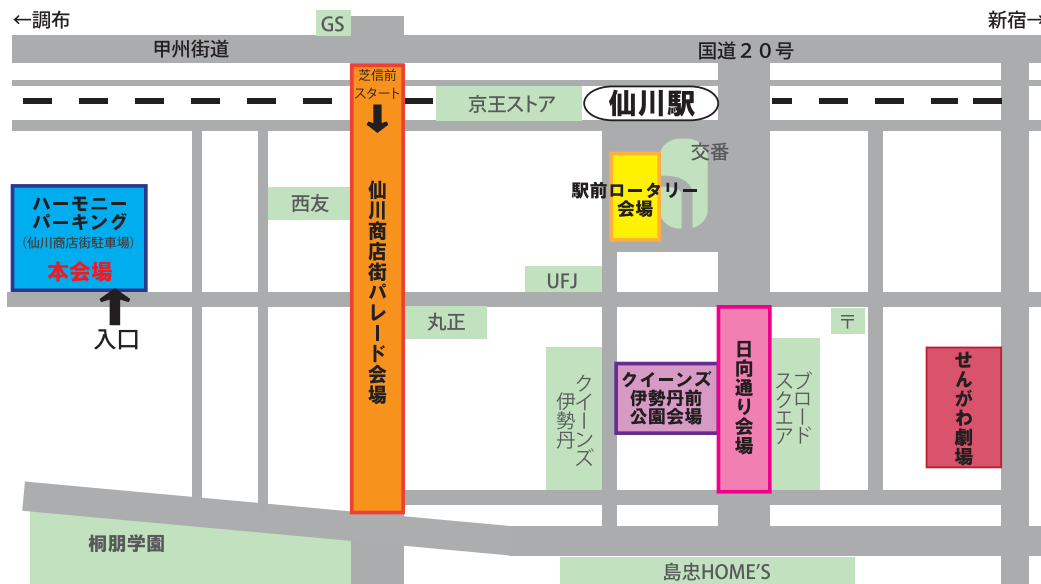 ←調布
GS
新宿→
甲州街道
国道２０号
芝信前
スタート
京王ストア
仙川駅
交番
西友
仙川商店街パレード会場
駅前ロータリー
会場
ハーモニー
パーキング
（仙川商店街駐車場）
本会場
入口
UFJ
丸正
〒
日向通り会場
クイーンズ
伊勢丹
クイーンズ
伊勢丹前
公園会場
ブロード
スクエア
せんがわ劇場
桐朋学園
島忠HOME'S